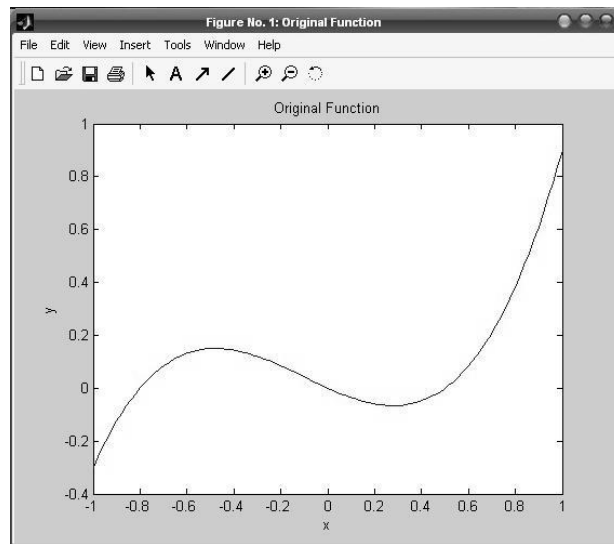 Figure No. 1: Original Function
File Edit View Insert Tools Window Help
A
Original Function
1
0.8
0.6
0.4
0.2
0
-0.2
-0.4
y
-1 -0.8 -0.6 -0.4 -0.2 0 0.2 0.4 0.6 0.8 1
x